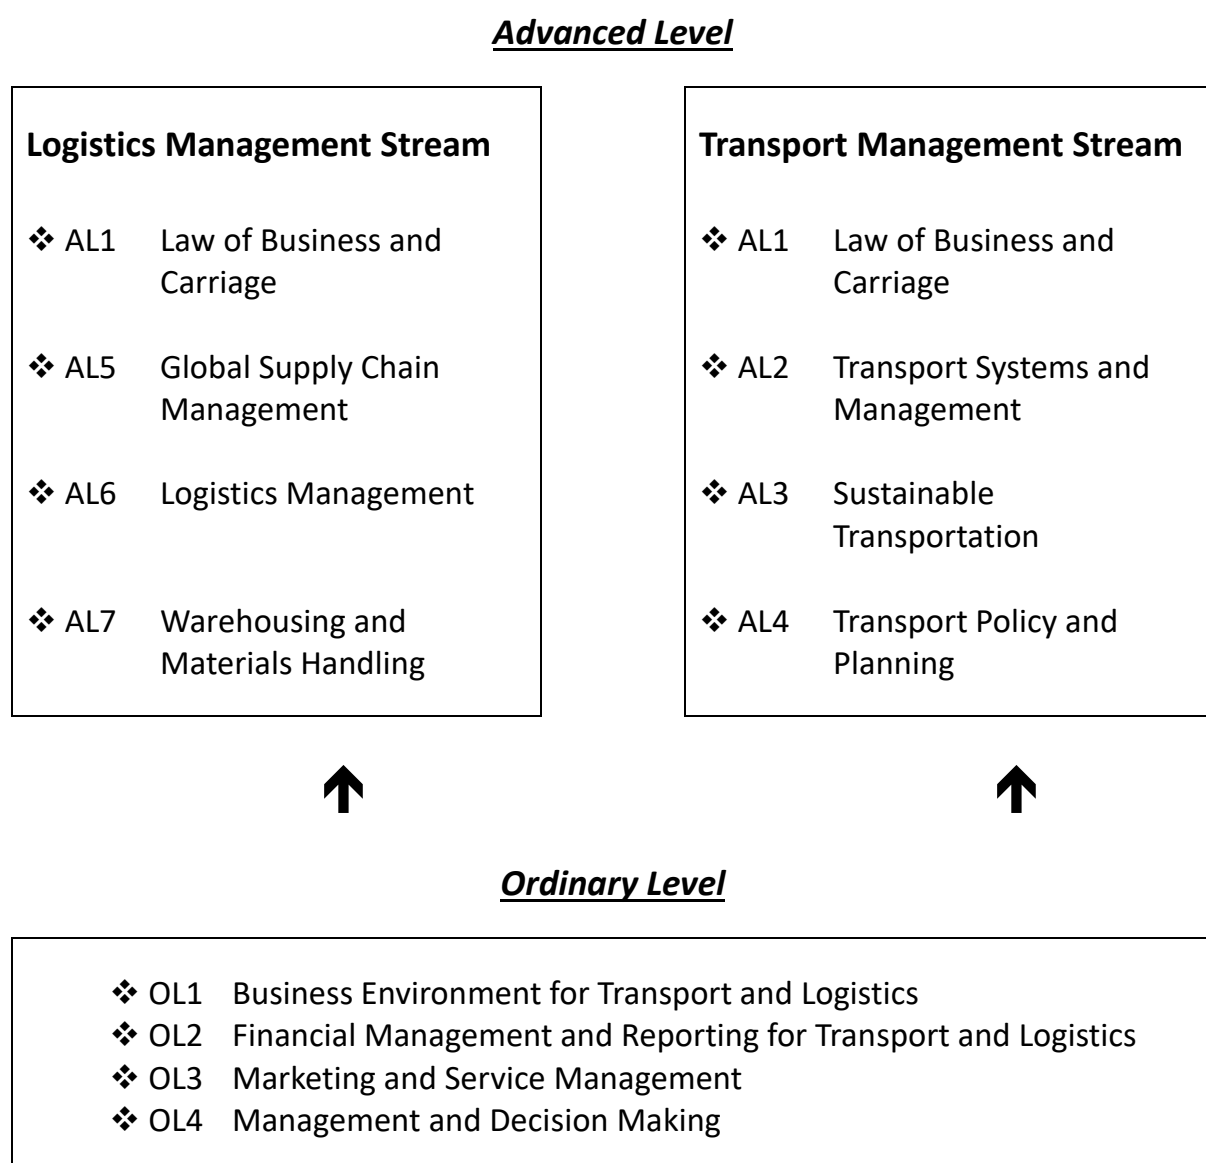 Advanced Level
Logistics Management Stream
❖ AL1 Law of Business and
Carriage
❖ AL5 Global Supply Chain
Management
❖ AL6 Logistics Management
❖ AL7 Warehousing and
Materials Handling
Transport Management Stream
❖ AL1 Law of Business and
Carriage
❖ AL2 Transport Systems and
Management
❖ AL3 Sustainable
Transportation
❖ AL4 Transport Policy and
Planning
Ordinary Level
❖ OL1 Business Environment for Transport and Logistics
❖ OL2 Financial Management and Reporting for Transport and Logistics
❖ OL3 Marketing and Service Management
❖ OL4 Management and Decision Making